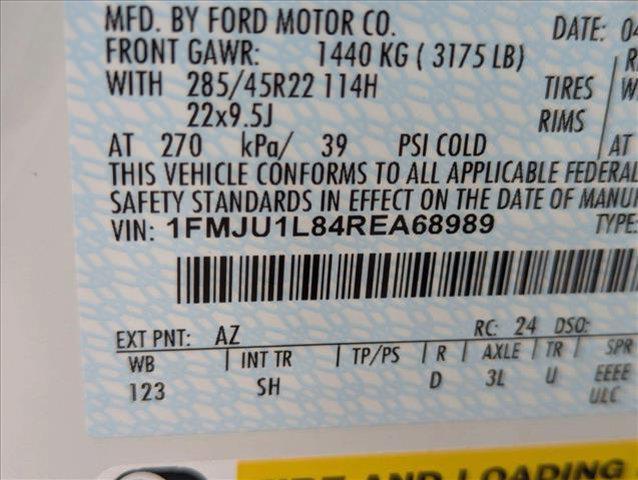 MFD. BY FORD MOTOR CO. DATE: 04
FRONT GAWR: 1440 KG ( 3175 LB)
WITH 285/45R22 114H TIRES
22x9.5J RIMS
AT 270 kPa/ 39 PSI COLD AT
THIS VEHICLE CONFORMS TO ALL APPLICABLE FEDERAL
SAFETY STANDARDS IN EFFECT ON THE DATE OF MANU
VIN: 1FMJU1L84REA68989 TYPE:
EXT PNT: AZ RC: 24 DSO:
WB | INT TR | TP/PS | R | AXLE | TR | SPR
123 SH D 3L U EEEE
ULC
AND LOADING